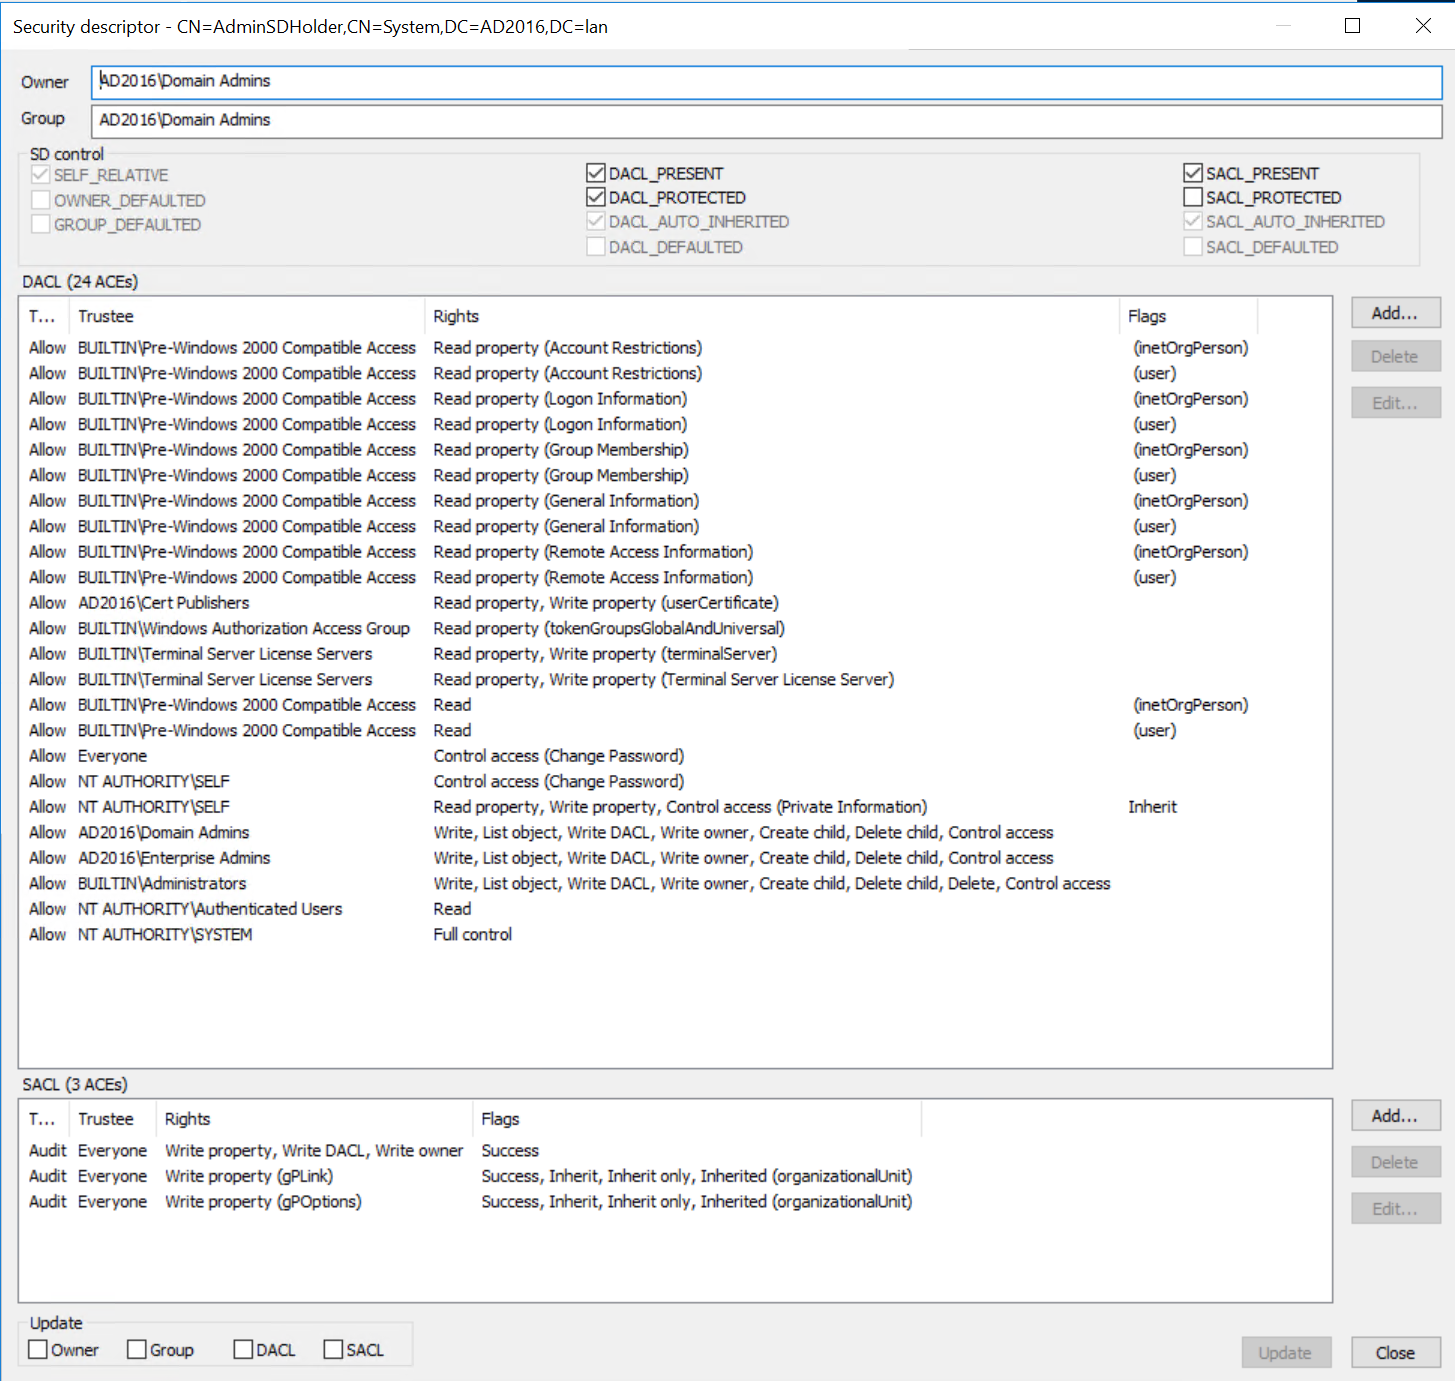 Security descriptor - CN=AdminSDHolder,CN=System,DC=AD2016,DC=lan
Owner AD2016\Domain Admins
Group AD2016\Domain Admins
SD control
SELF_RELATIVE DACL_PRESENT SACL_PRESENT
OWNER_DEFAULTED DACL_PROTECTED SACL_PROTECTED
GROUP_DEFAULTED DACL_AUTO_INHERITED SACL_AUTO_INHERITED
DACL_DEFAULTED SACL_DEFAULTED
DACL (24 ACEs)
T... Trustee Rights Flags Add...
Allow BUILTIN\Pre-Windows 2000 Compatible Access Read property (Account Restrictions) (inetOrgPerson)
Allow BUILTIN\Pre-Windows 2000 Compatible Access Read property (Account Restrictions) (user) Delete
Allow BUILTIN\Pre-Windows 2000 Compatible Access Read property (Logon Information) (inetOrgPerson) Edit...
Allow BUILTIN\Pre-Windows 2000 Compatible Access Read property (Logon Information) (user)
Allow BUILTIN\Pre-Windows 2000 Compatible Access Read property (Group Membership) (inetOrgPerson)
Allow BUILTIN\Pre-Windows 2000 Compatible Access Read property (Group Membership) (user)
Allow BUILTIN\Pre-Windows 2000 Compatible Access Read property (General Information) (inetOrgPerson)
Allow BUILTIN\Pre-Windows 2000 Compatible Access Read property (General Information) (user)
Allow BUILTIN\Pre-Windows 2000 Compatible Access Read property (Remote Access Information) (inetOrgPerson)
Allow BUILTIN\Pre-Windows 2000 Compatible Access Read property (Remote Access Information) (user)
Allow AD2016\Cert Publishers Read property, Write property (userCertificate)
Allow BUILTIN\Windows Authorization Access Group Read property (tokenGroupsGlobalAndUniversal)
Allow BUILTIN\Terminal Server License Servers Read property, Write property (terminalServer)
Allow BUILTIN\Terminal Server License Servers Read property, Write property (Terminal Server License Server)
Allow BUILTIN\Pre-Windows 2000 Compatible Access Read (inetOrgPerson)
Allow BUILTIN\Pre-Windows 2000 Compatible Access Read (user)
Allow Everyone Control access (Change Password)
Allow NT AUTHORITY\SELF Control access (Change Password)
Allow NT AUTHORITY\SELF Read property, Write property, Control access (Private Information) Inherit
Allow AD2016\Domain Admins Write, List object, Write DACL, Write owner, Create child, Delete child, Control access
Allow AD2016\Enterprise Admins Write, List object, Write DACL, Write owner, Create child, Delete child, Control access
Allow BUILTIN\Administrators Write, List object, Write DACL, Write owner, Create child, Delete child, Delete, Control access
Allow NT AUTHORITY\Authenticated Users Read
Allow NT AUTHORITY\SYSTEM Full control
SACL (3 ACEs)
T... Trustee Rights Flags Add...
Audit Everyone Write property, Write DACL, Write owner Success
Audit Everyone Write property (gPLink) Success, Inherit, Inherit only, Inherited (organizationalUnit) Delete
Audit Everyone Write property (gPOptions) Success, Inherit, Inherit only, Inherited (organizationalUnit) Edit...
Update
Owner Group DACL SACL Update Close